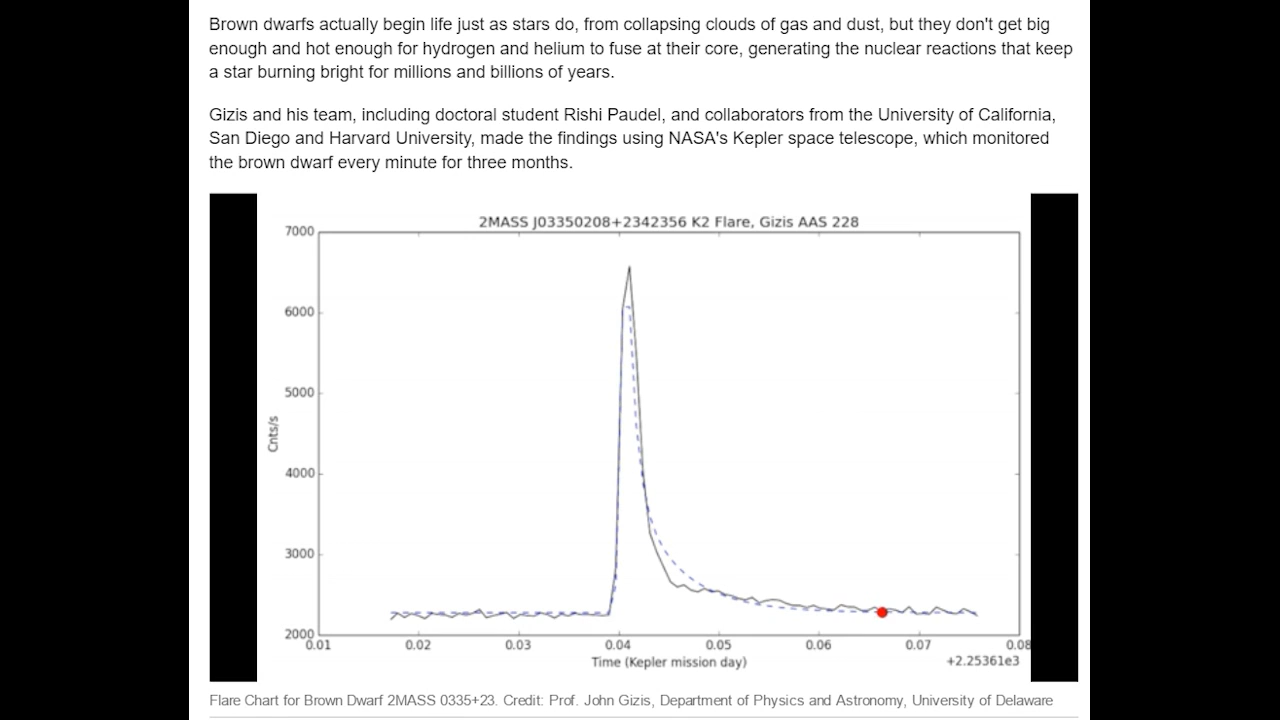 Brown dwarfs actually begin life just as stars do, from collapsing clouds of gas and dust, but they don't get big
enough and hot enough for hydrogen and helium to fuse at their core, generating the nuclear reactions that keep
a star burning bright for millions and billions of years.
Gizis and his team, including doctoral student Rishi Paudel, and collaborators from the University of California,
San Diego and Harvard University, made the findings using NASA's Kepler space telescope, which monitored
the brown dwarf every minute for three months.
2MASS J03350208+2342356 K2 Flare, Gizis AAS 228
7000
6000
5000
Cnts/s
4000
3000
2000
0.01 0.02 0.03 0.04 0.05 0.06 0.07 0.08
Time (Kepler mission day)
+2.25361e3
Flare Chart for Brown Dwarf 2MASS 0335+23. Credit: Prof. John Gizis, Department of Physics and Astronomy, University of Delaware